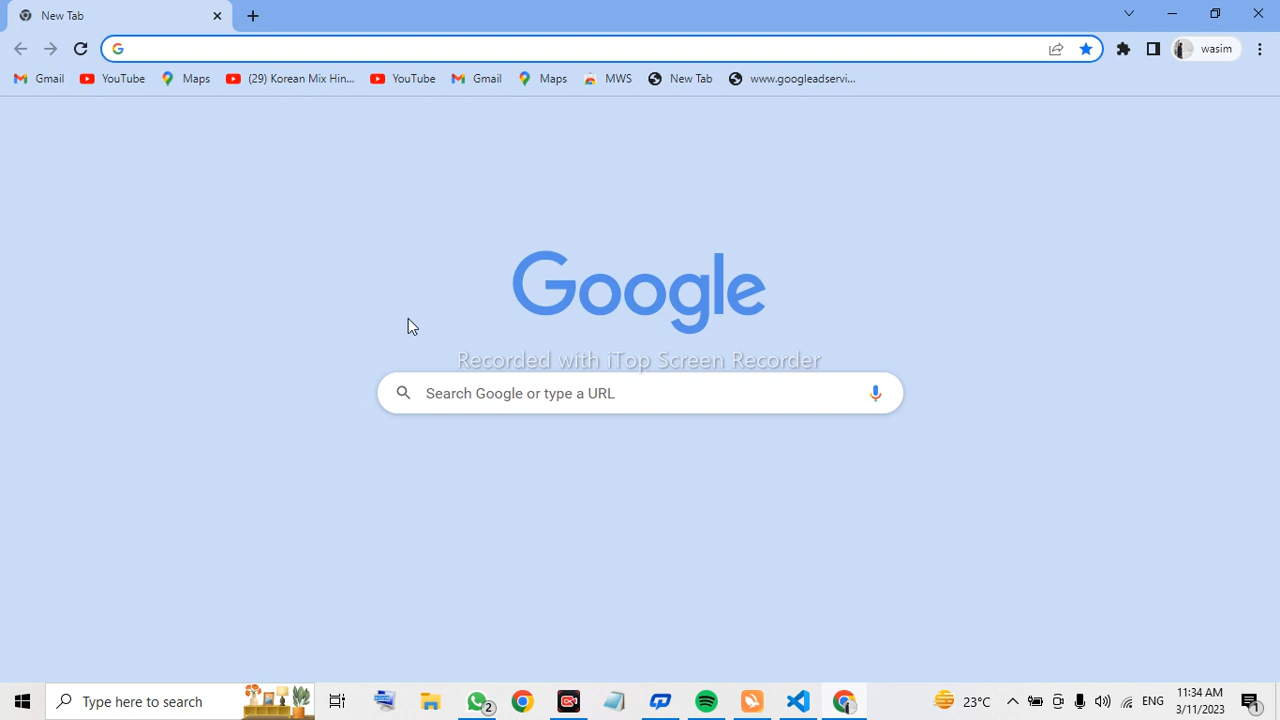 New Tab
wasim
Gmail YouTube Maps (29) Korean Mix Hin... YouTube Gmail Maps MWS New Tab www.googleadservi...
Google
Recorded with iTop Screen Recorder
Search Google or type a URL
Type here to search
2
23°C
ENG
11:34 AM
3/11/2023
1